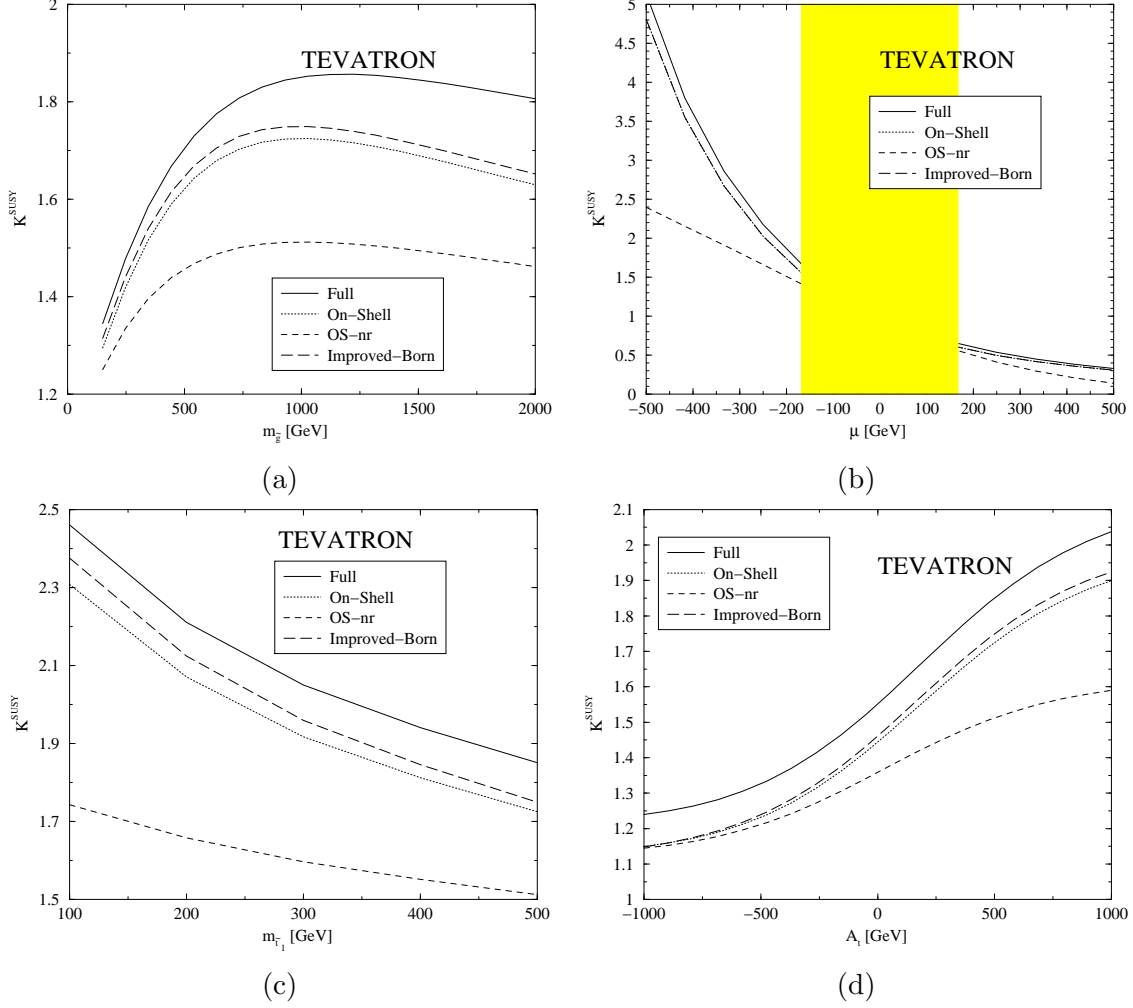 2
1.8
1.6
1.4
1.2
0 500 1000 1500 2000
K^SUSY
m_g̃ [GeV]
TEVATRON
Full
On−Shell
OS−nr
Improved−Born
(a)
5
4.5
4
3.5
3
2.5
2
1.5
1
0.5
0
−500 −400 −300 −200 −100 0 100 200 300 400 500
K^SUSY
μ [GeV]
TEVATRON
Full
On−Shell
OS−nr
Improved−Born
(b)
2.5
2.3
2.1
1.9
1.7
1.5
100 200 300 400 500
K^SUSY
m_t̃_1 [GeV]
TEVATRON
Full
On−Shell
OS−nr
Improved−Born
(c)
2.1
2
1.9
1.8
1.7
1.6
1.5
1.4
1.3
1.2
1.1
1
−1000 −500 0 500 1000
K^SUSY
A_t [GeV]
Full
On−Shell
OS−nr
Improved−Born
TEVATRON
(d)